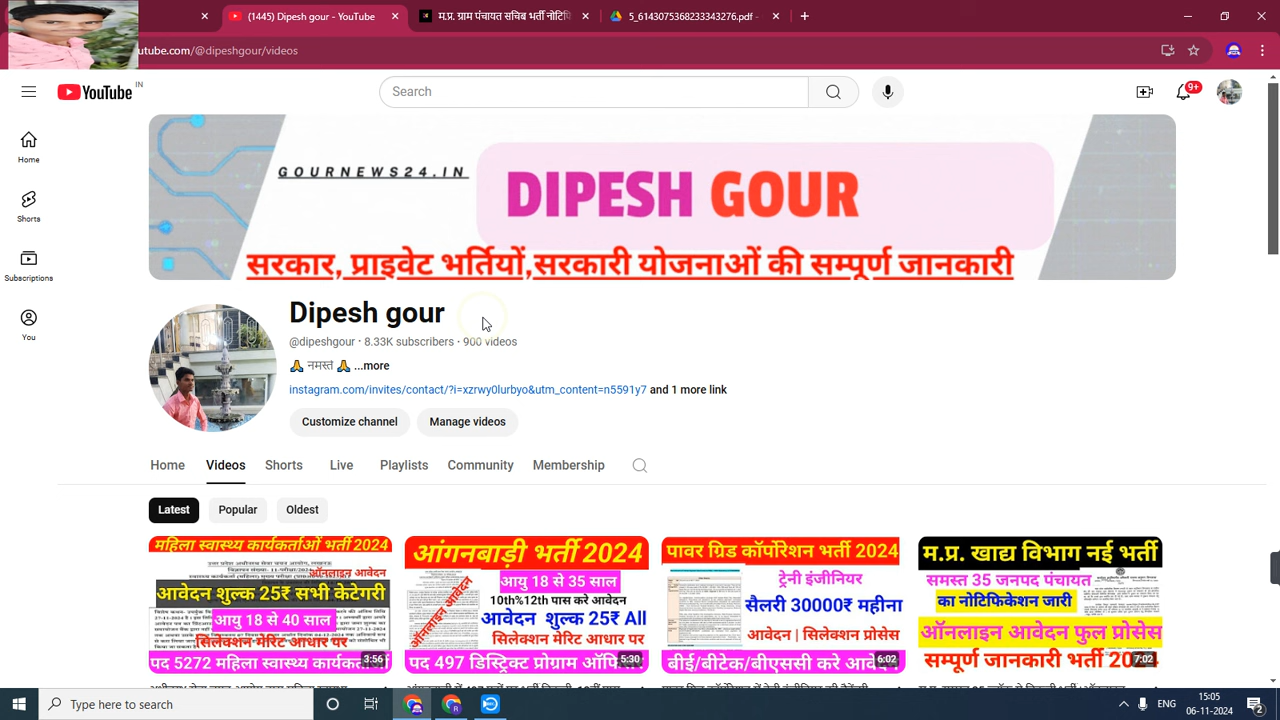 (1445) Dipesh gour - YouTube
म.प्र. ग्राम पंचायत सचिव भर्ती नोटि
5_6143075368233343276.pdf -
utube.com/@dipeshgour/videos
YouTube IN
Search
9+
Home
Shorts
Subscriptions
You
GOURNEWS24.IN
DIPESH GOUR
सरकार, प्राइवेट भर्तियों,सरकारी योजनाओं की सम्पूर्ण जानकारी
Dipesh gour
@dipeshgour · 8.33K subscribers · 900 videos
🙏 नमस्ते 🙏 ...more
instagram.com/invites/contact/?i=xzrwy0lurbyo&utm_content=n5591y7 and 1 more link
Customize channel Manage videos
Home Videos Shorts Live Playlists Community Membership
Latest Popular Oldest
महिला स्वास्थ्य कार्यकर्ताओं भर्ती 2024
ऑनलाइन आवेदन
आवेदन शुल्क 25₹ सभी केटेगरी
आयु 18 से 40 साल
सिलेक्शन मेरिट आधार पर
पद 5272 महिला स्वास्थ्य कार्यकर्ता
3:56
आंगनबाड़ी भर्ती 2024
आयु 18 से 35 साल
10th%12th पास करे आवेदन
आवेदन शुल्क 25₹ All
सिलेक्शन मेरिट आधार पर
ऑनलाइन आवेदन
पद 497 डिस्ट्रिक्ट प्रोग्राम
5:30
पावर ग्रिड कॉर्पोरेशन भर्ती 2024
ट्रेनी इंजीनियर
सैलरी 30000₹ महीना
आवेदन | सिलेक्शन प्रोसेस
बीई/बीटेक/बीएससी करे
6:02
म.प्र. खाद्य विभाग नई भर्ती
समस्त 35 जनपद पंचायत
का नोटिफिकेशन जारी
ऑनलाइन आवेदन फुल प्रोसेस
सम्पूर्ण जानकारी भर्ती
7:02
Type here to search
ENG
15:05
06-11-2024
2